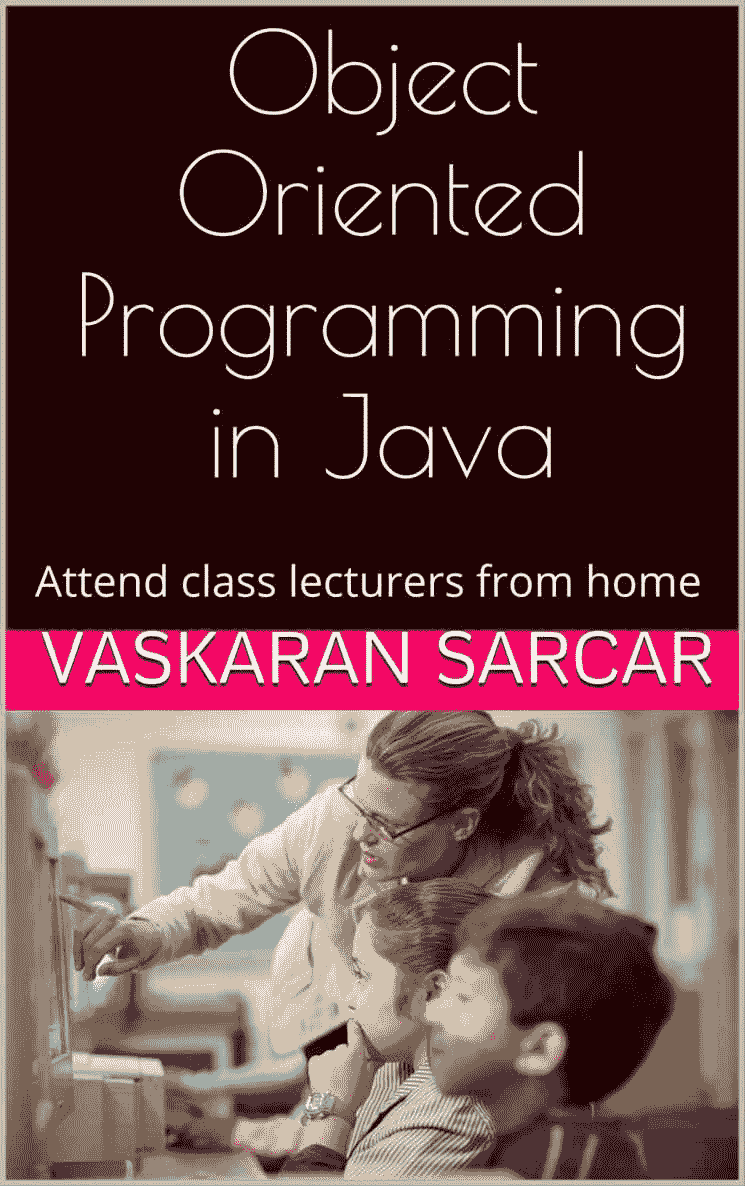 Object
Oriented
Programming
in Java
Attend class lecturers from home
VASKARAN SARCAR